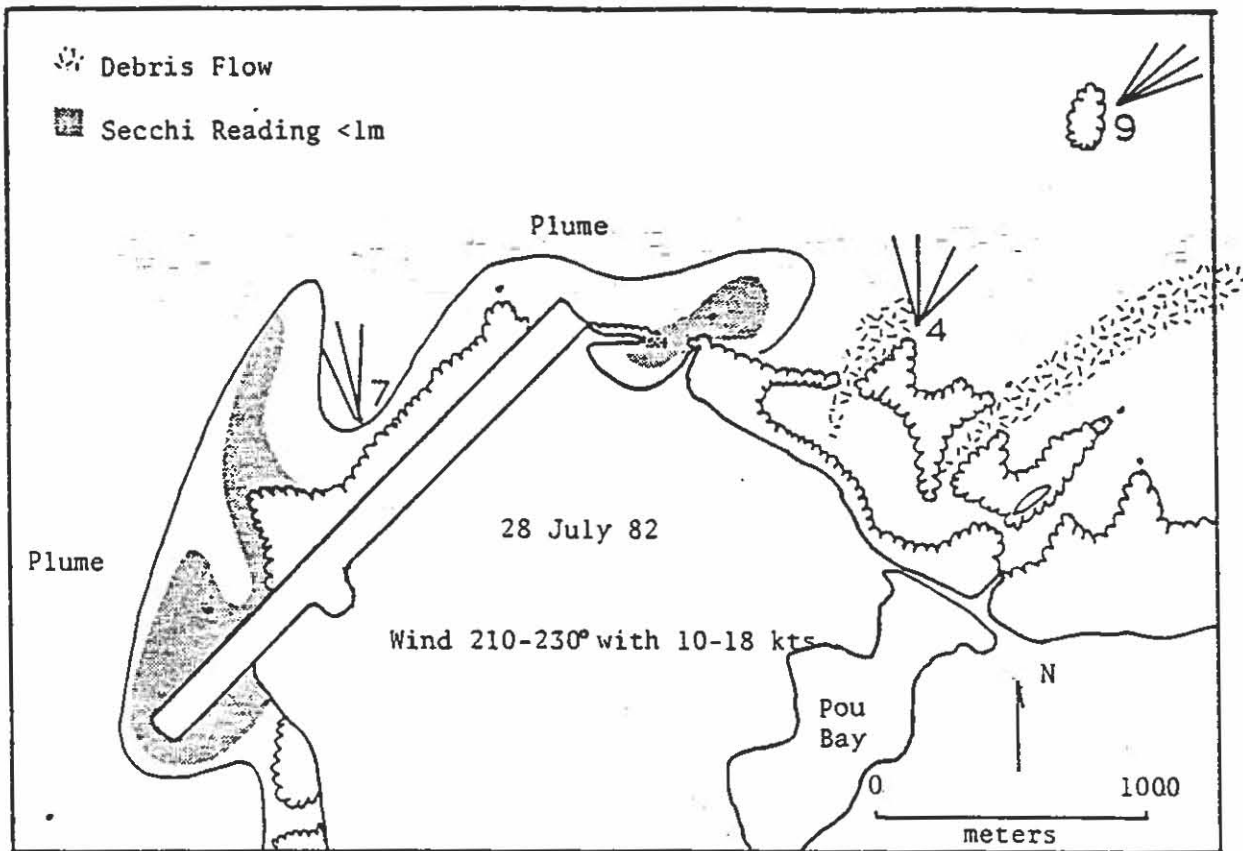 Debris Flow
Secchi Reading <1m
9
Plume
4
7
28 July 82
Plume
Wind 210-230° with 10-18 kts
N
Pou
Bay
0 1000
meters